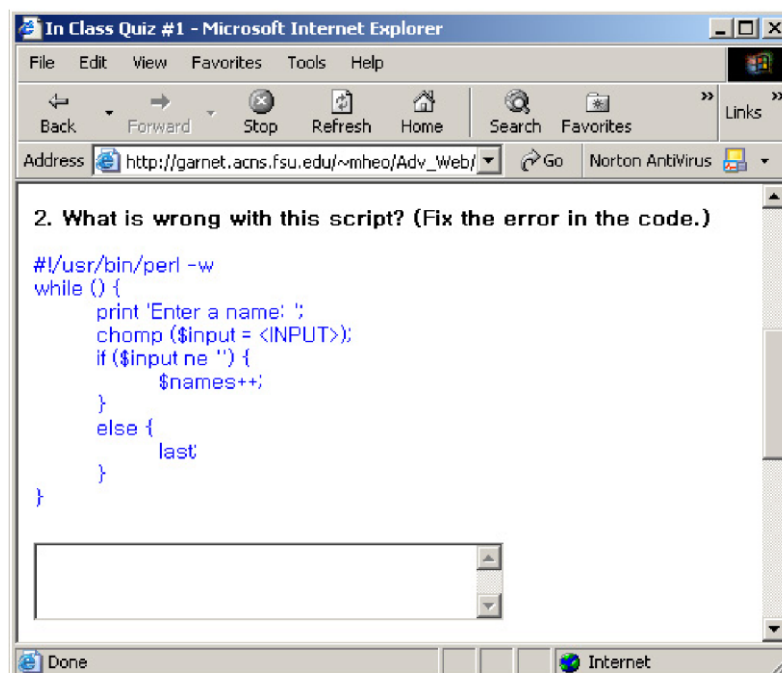 In Class Quiz #1 - Microsoft Internet Explorer
File Edit View Favorites Tools Help
Back Forward Stop Refresh Home Search Favorites » Links »
Address http://garnet.acns.fsu.edu/~mheo/Adv_Web/ Go Norton AntiVirus
2. What is wrong with this script? (Fix the error in the code.)
#!/usr/bin/perl -w
while () {
print 'Enter a name: ';
chomp ($input = <INPUT>);
if ($input ne '') {
$names++;
}
else {
last;
}
}
Done Internet